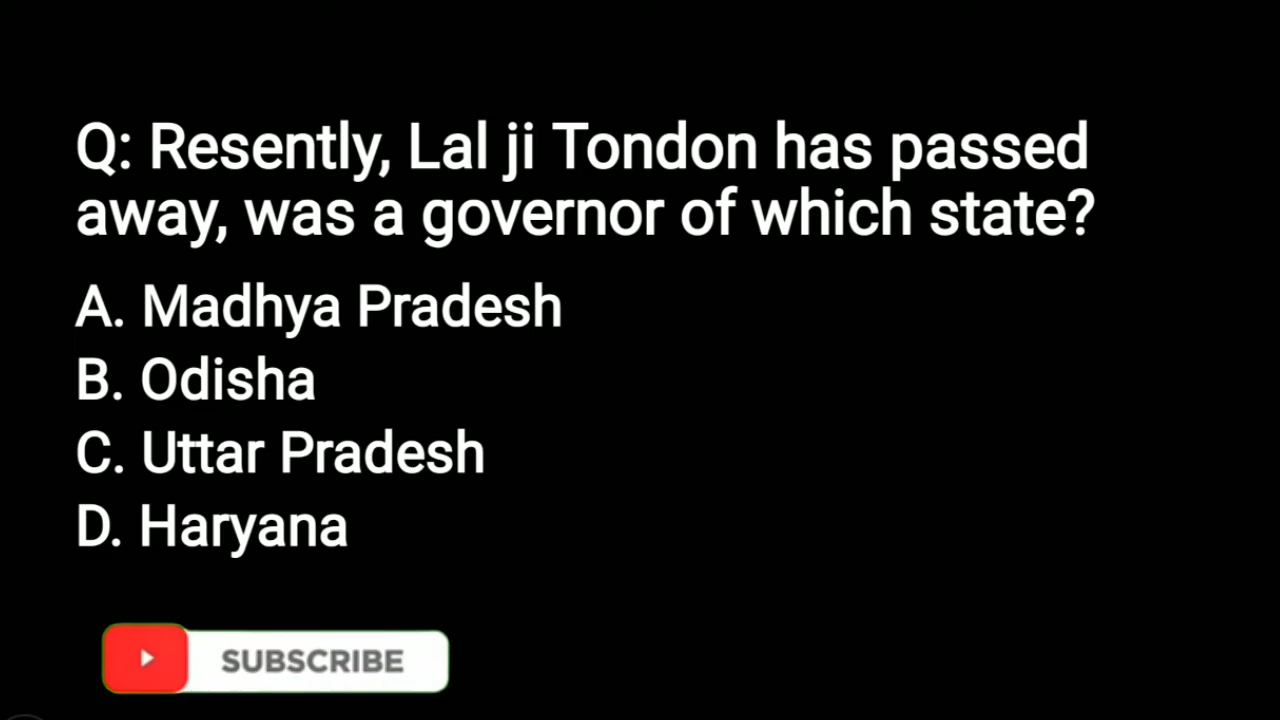 Q: Resently, Lal ji Tondon has passed
away, was a governor of which state?
A. Madhya Pradesh
B. Odisha
C. Uttar Pradesh
D. Haryana
SUBSCRIBE